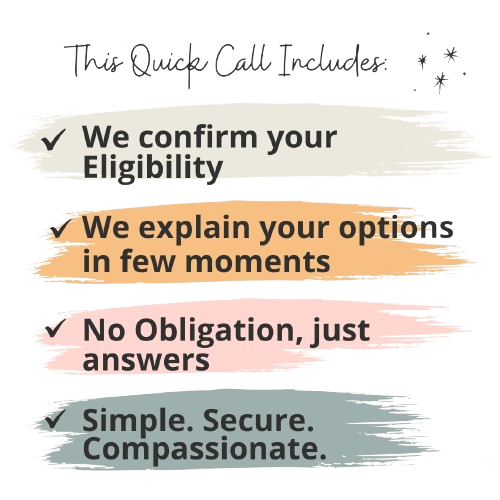 This Quick Call Includes:
We confirm your
Eligibility
We explain your options
in few moments
No Obligation, just
answers
Simple. Secure.
Compassionate.